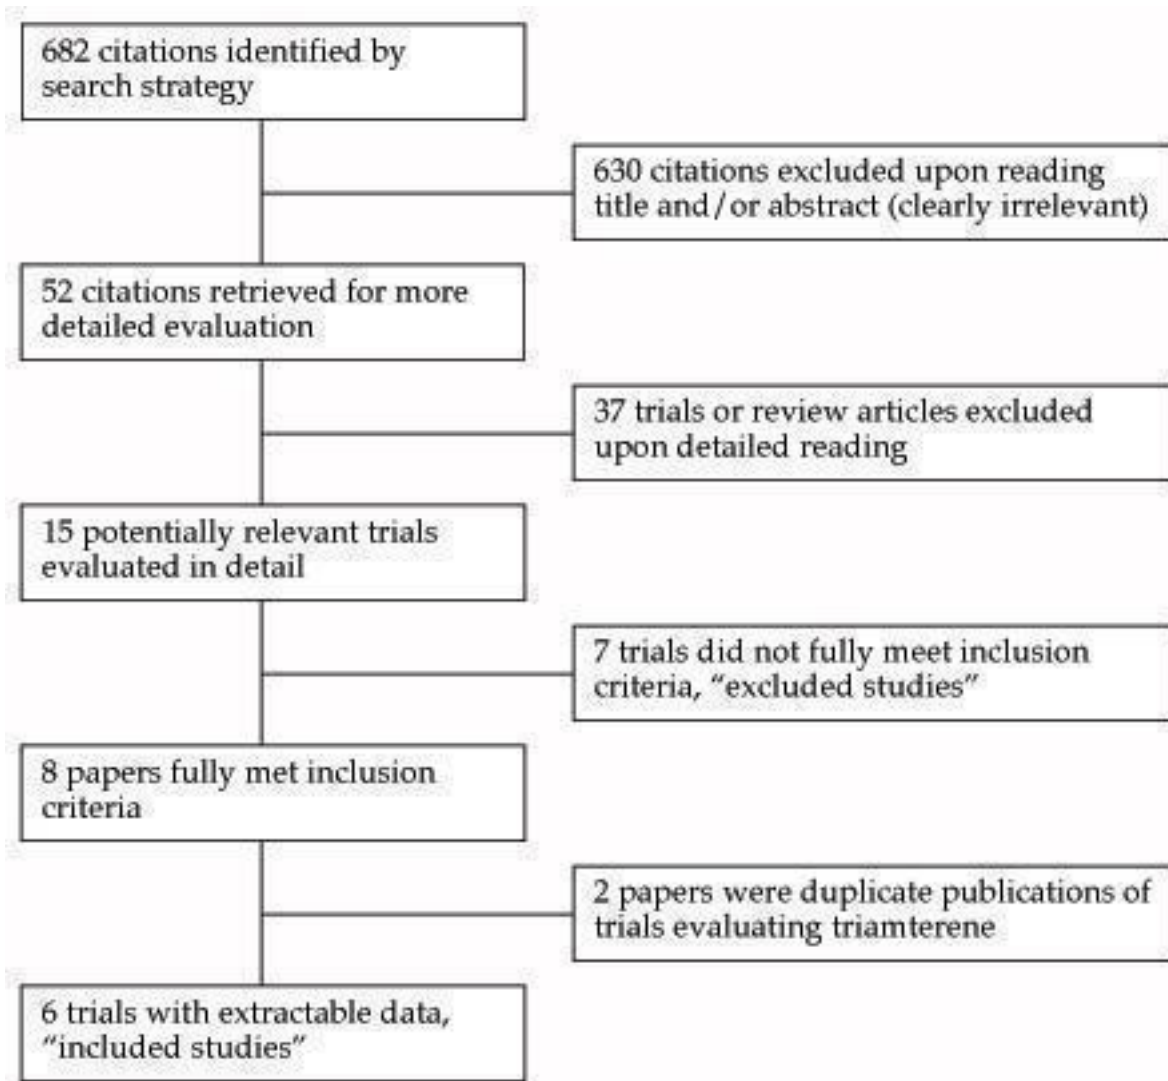 682 citations identified by
search strategy
630 citations excluded upon reading
title and/or abstract (clearly irrelevant)
52 citations retrieved for more
detailed evaluation
37 trials or review articles excluded
upon detailed reading
15 potentially relevant trials
evaluated in detail
7 trials did not fully meet inclusion
criteria, “excluded studies”
8 papers fully met inclusion
criteria
2 papers were duplicate publications of
trials evaluating triamterene
6 trials with extractable data,
“included studies”